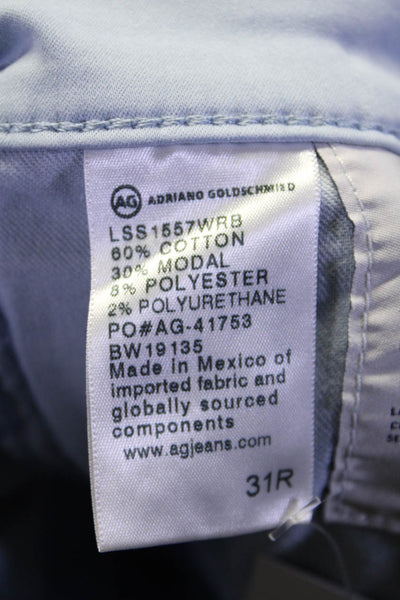 AG ADRIANO GOLDSCHMIED
LSS1557WRB
60% COTTON
30% MODAL
8% POLYESTER
2% POLYURETHANE
PO#AG-41753
BW19135
Made in Mexico of
imported fabric and
globally sourced
components
www.agjeans.com
31R